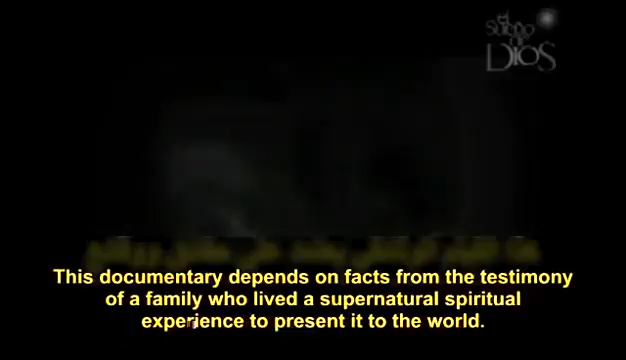 el
sueño
de
DIOS
This documentary depends on facts from the testimony
of a family who lived a supernatural spiritual
experience to present it to the world.